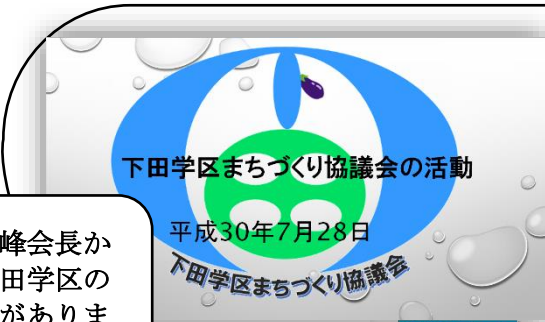 下田学区まちづくり協議会の活動
平成30年7月28日
下田学区まちづくり協議会
峰会長か
田学区の
がありま